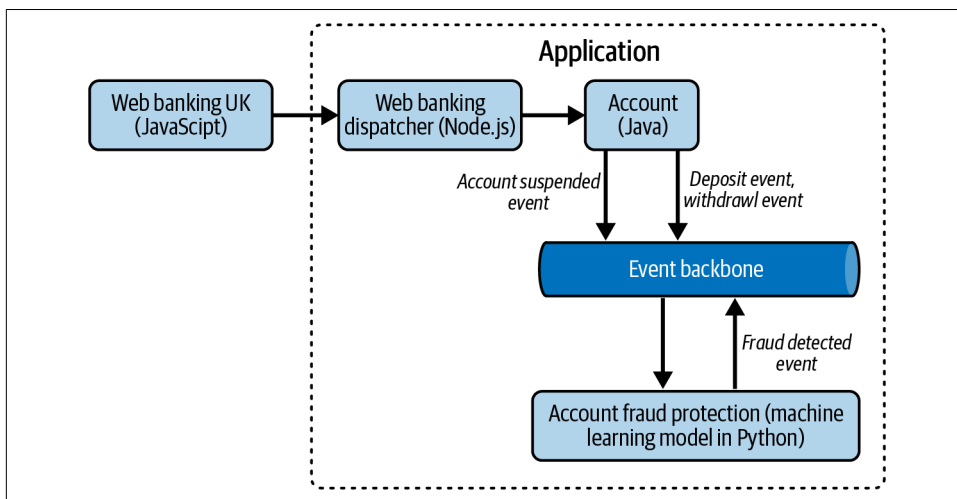 Application
Web banking UK
(JavaScipt)
Web banking
dispatcher (Node.js)
Account
(Java)
Account suspended
event
Deposit event,
withdrawl event
Event backbone
Fraud detected
event
Account fraud protection (machine
learning model in Python)